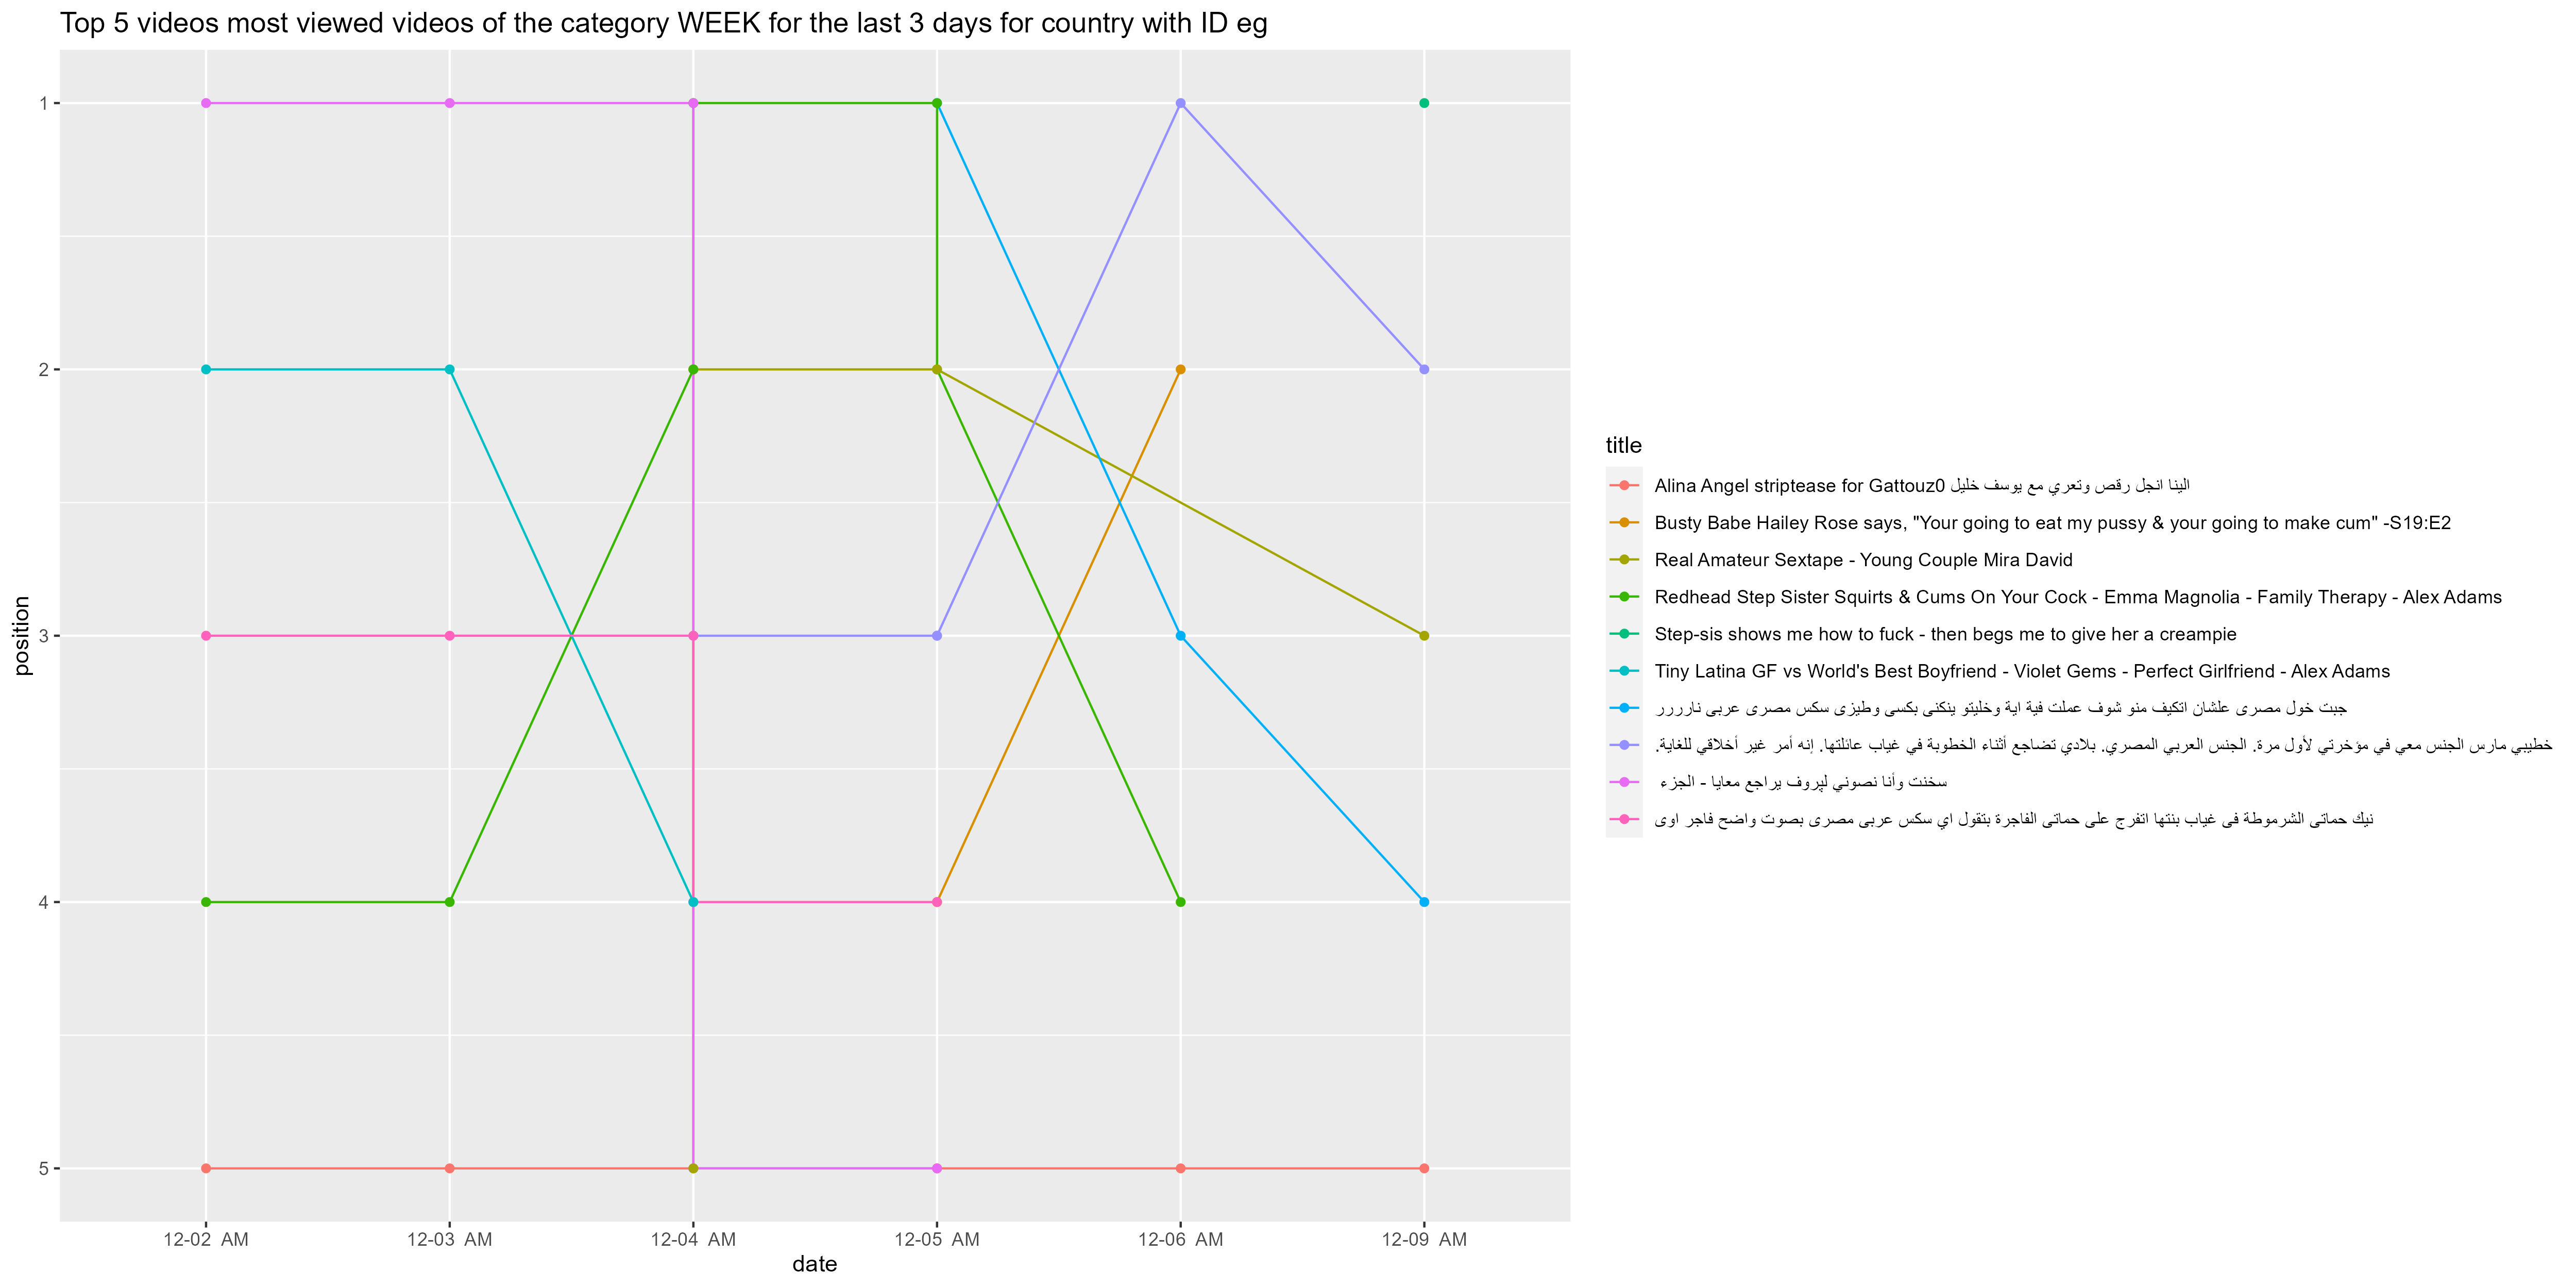 Top 5 videos most viewed videos of the category WEEK for the last 3 days for country with ID eg
position
1
2
3
4
5
12-02 AM
12-03 AM
12-04 AM
12-05 AM
12-06 AM
12-09 AM
date
title
Alina Angel striptease for Gattouz0 الينا انجل رقص وتعري مع يوسف خليل
Busty Babe Hailey Rose says, "Your going to eat my pussy & your going to make cum" -S19:E2
Real Amateur Sextape - Young Couple Mira David
Redhead Step Sister Squirts & Cums On Your Cock - Emma Magnolia - Family Therapy - Alex Adams
Step-sis shows me how to fuck - then begs me to give her a creampie
Tiny Latina GF vs World's Best Boyfriend - Violet Gems - Perfect Girlfriend - Alex Adams
جبت خول مصرى علشان اتكيف منو شوف عملت فية اية وخليتو ينكنى بكسى وطيزى سكس مصرى عربى نارررر
خطيبي مارس الجنس معي في مؤخرتي لأول مرة. الجنس العربي المصري. بلادي تضاجع أثناء الخطوبة في غياب عائلتها. إنه أمر غير أخلاقي للغاية.
سخنت وأنا نصوني لپروف يراجع معايا - الجزء
نيك حماتى الشرموطة فى غياب بنتها اتفرج على حماتى الفاجرة بتقول اي سكس عربى مصرى بصوت واضح فاجر اوى